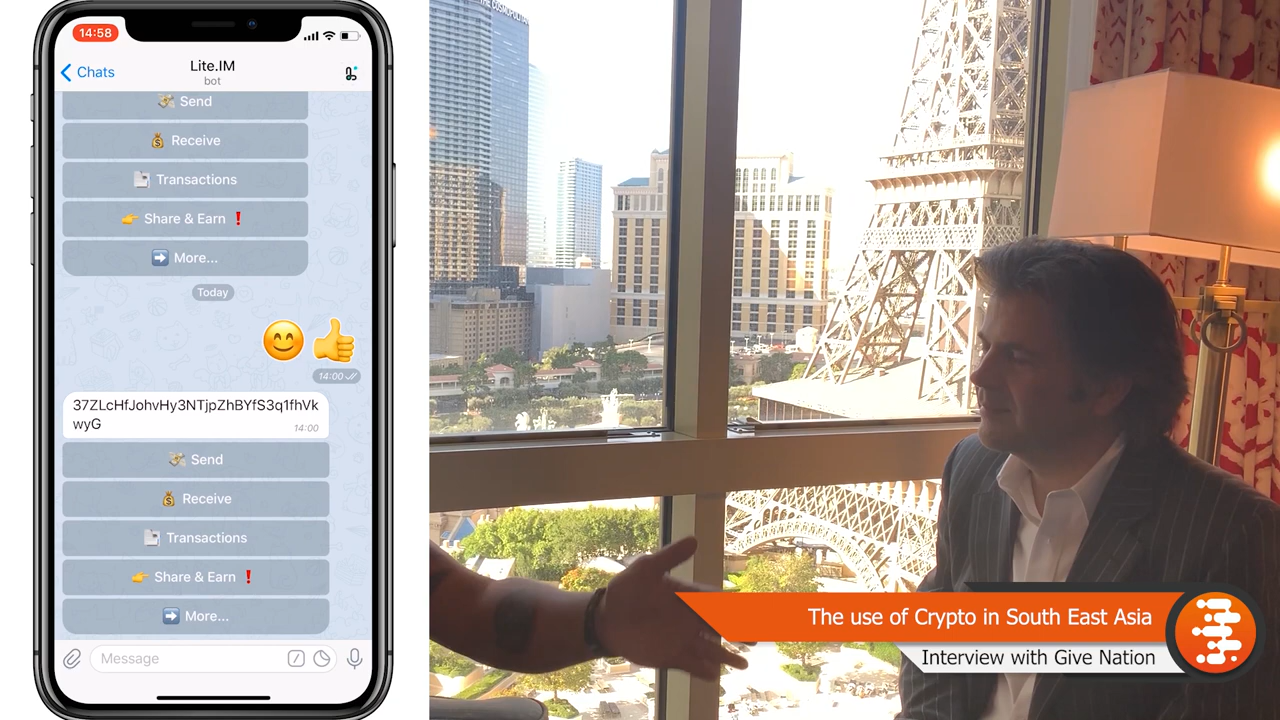 14:58
Chats
Lite.IM
bot
Send
Receive
Transactions
Share & Earn
More...
Today
14:00
37ZLcHfJohvHy3NTjpZhBYfS3q1fhVk
wyG
14:00
Send
Receive
Transactions
Share & Earn
More...
Message
THE COSMOPOLITAN
The use of Crypto in South East Asia
Interview with Give Nation